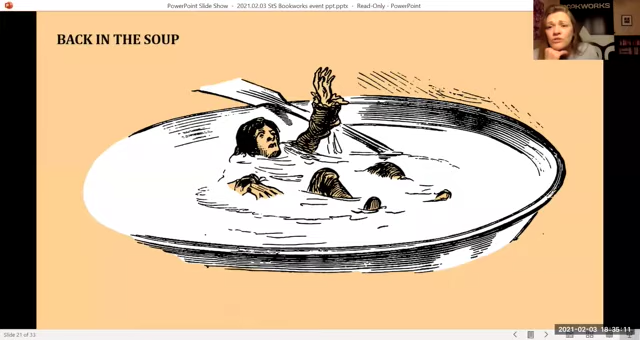 PowerPoint Slide Show - 2021.02.03 StS Bookworks event ppt.pptx - Read-Only - PowerPoint
BACK IN THE SOUP
Slide 21 of 33
2021-02-03 18:35:11